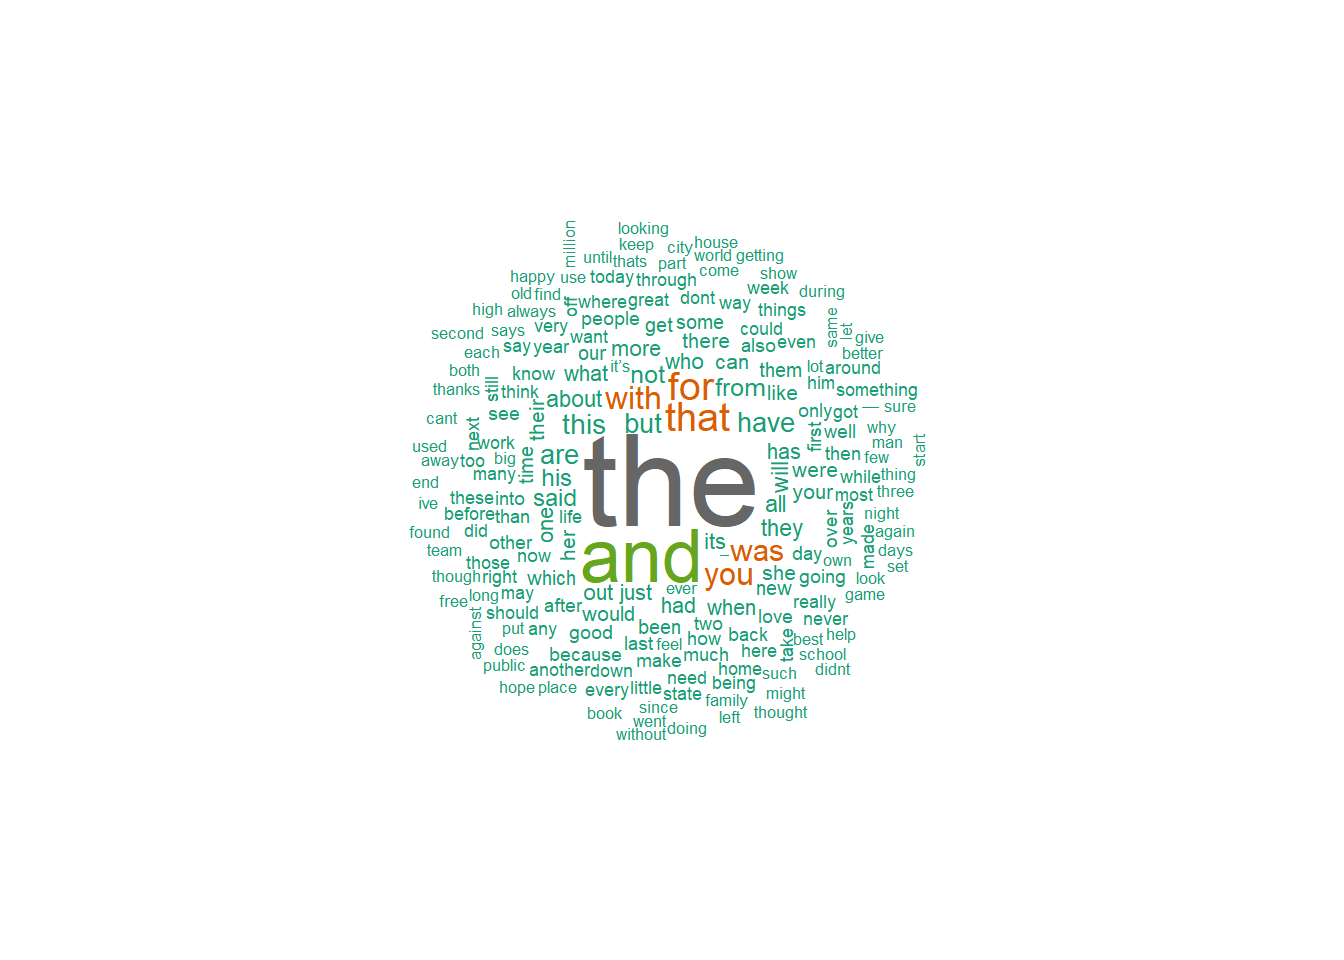 looking
million
keep
city
house
until
thats
part
world
getting
happy
use
today
through
come
show
old
find
off
where
great
dont
way
week
during
high
always
people
get
some
things
same
let
second
says
very
want
there
could
give
say
year
our
more
also
even
better
each
it’s
who
can
both
know
what
not
them
lot
around
thanks
still
think
about
with
for
from
like
him
something
cant
see
their
this
but
that
have
only
got
—
sure
used
next
work
first
well
why
man
start
away
too
big
time
are
the
has
then
few
end
many
his
will
were
while
thing
ive
these
into
said
all
your
most
three
before
than
one
life
they
over
years
night
found
did
her
and
its
made
again
team
other
now
–
was
day
own
days
those
set
though
right
which
you
she
going
look
free
long
may
out
just
ever
new
game
against
should
after
would
had
when
love
really
never
put
any
good
been
two
back
take
best
help
does
because
last
feel
how
here
school
public
another
down
make
much
home
such
didnt
hope
place
every
little
need
state
being
might
book
since
family
went
left
thought
without
doing